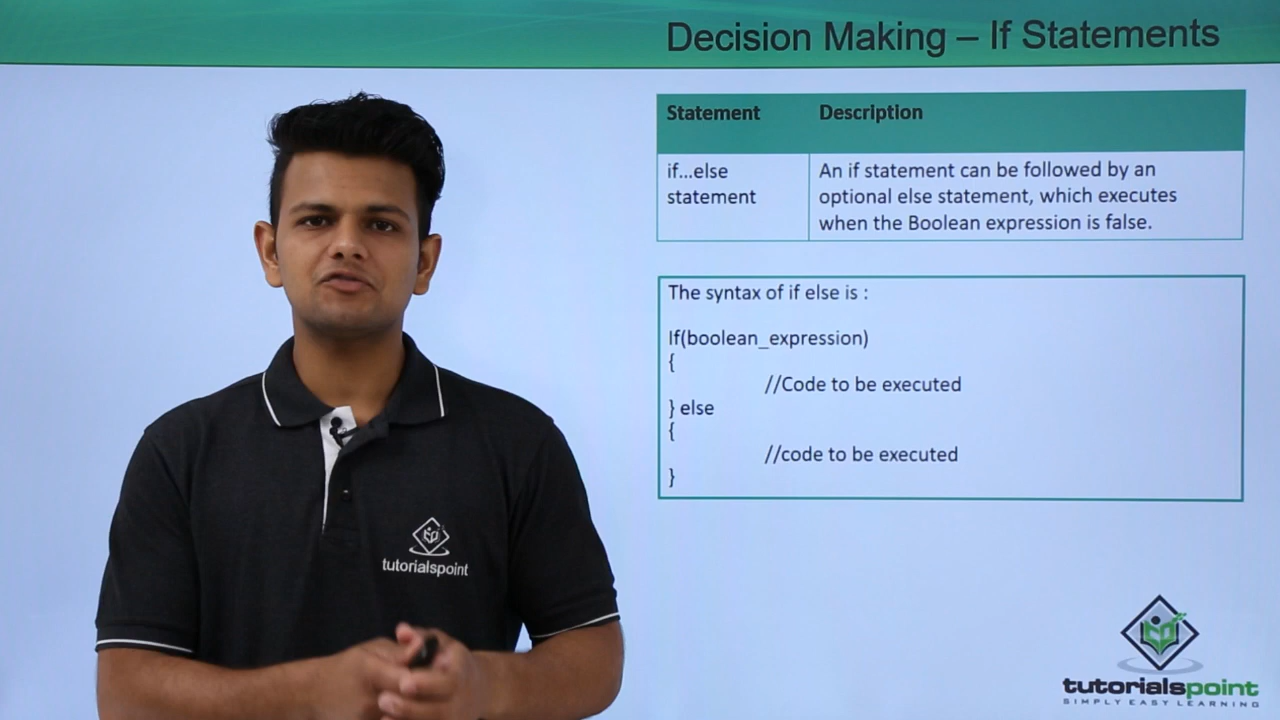 Decision Making – If Statements
Statement Description
if...else
statement
An if statement can be followed by an
optional else statement, which executes
when the Boolean expression is false.
The syntax of if else is :
If(boolean_expression)
{
//Code to be executed
} else
{
//code to be executed
}
tutorialspoint
tutorialspoint
SIMPLY EASY LEARNING